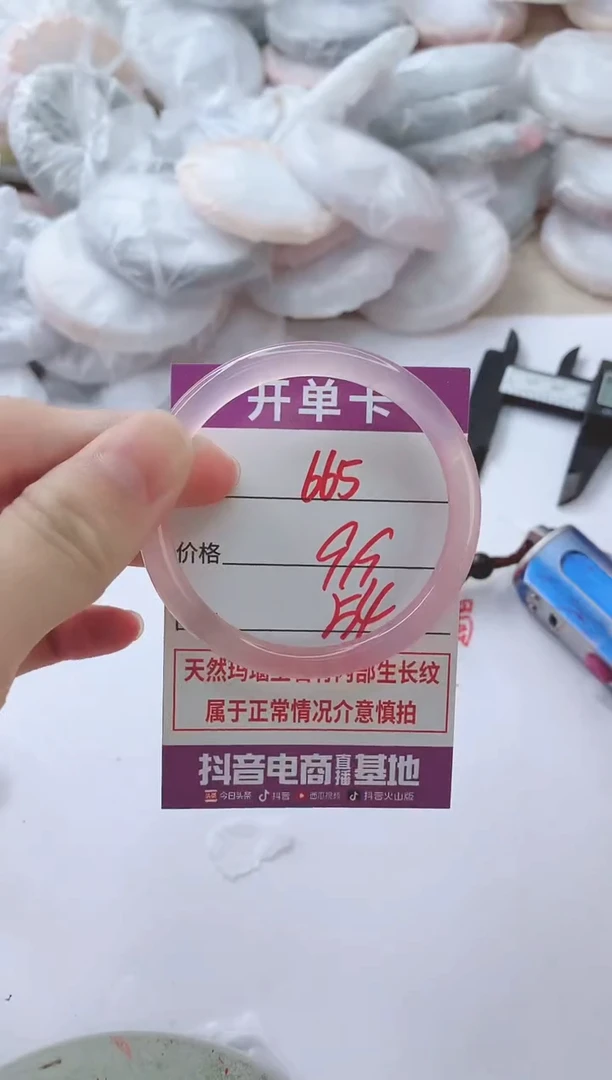 开单卡
665
价格
天然玛瑙
内部生长纹
属于正常情况介意慎拍
抖音电商直播基地
今日头条 抖音 西瓜视频 抖音火山版